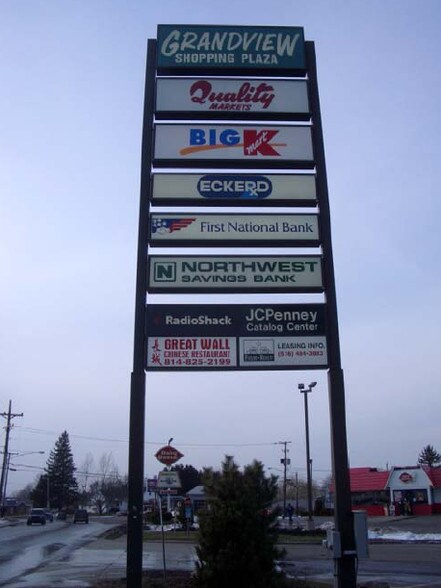 GRANDVIEW
SHOPPING PLAZA
Quality
MARKETS
BIG K
mart
ECKERD
First National Bank
N NORTHWEST
SAVINGS BANK
RadioShack
JCPenney
Catalog Center
GREAT WALL
CHINESE RESTAURANT
814-825-2199
LEASING INFO.